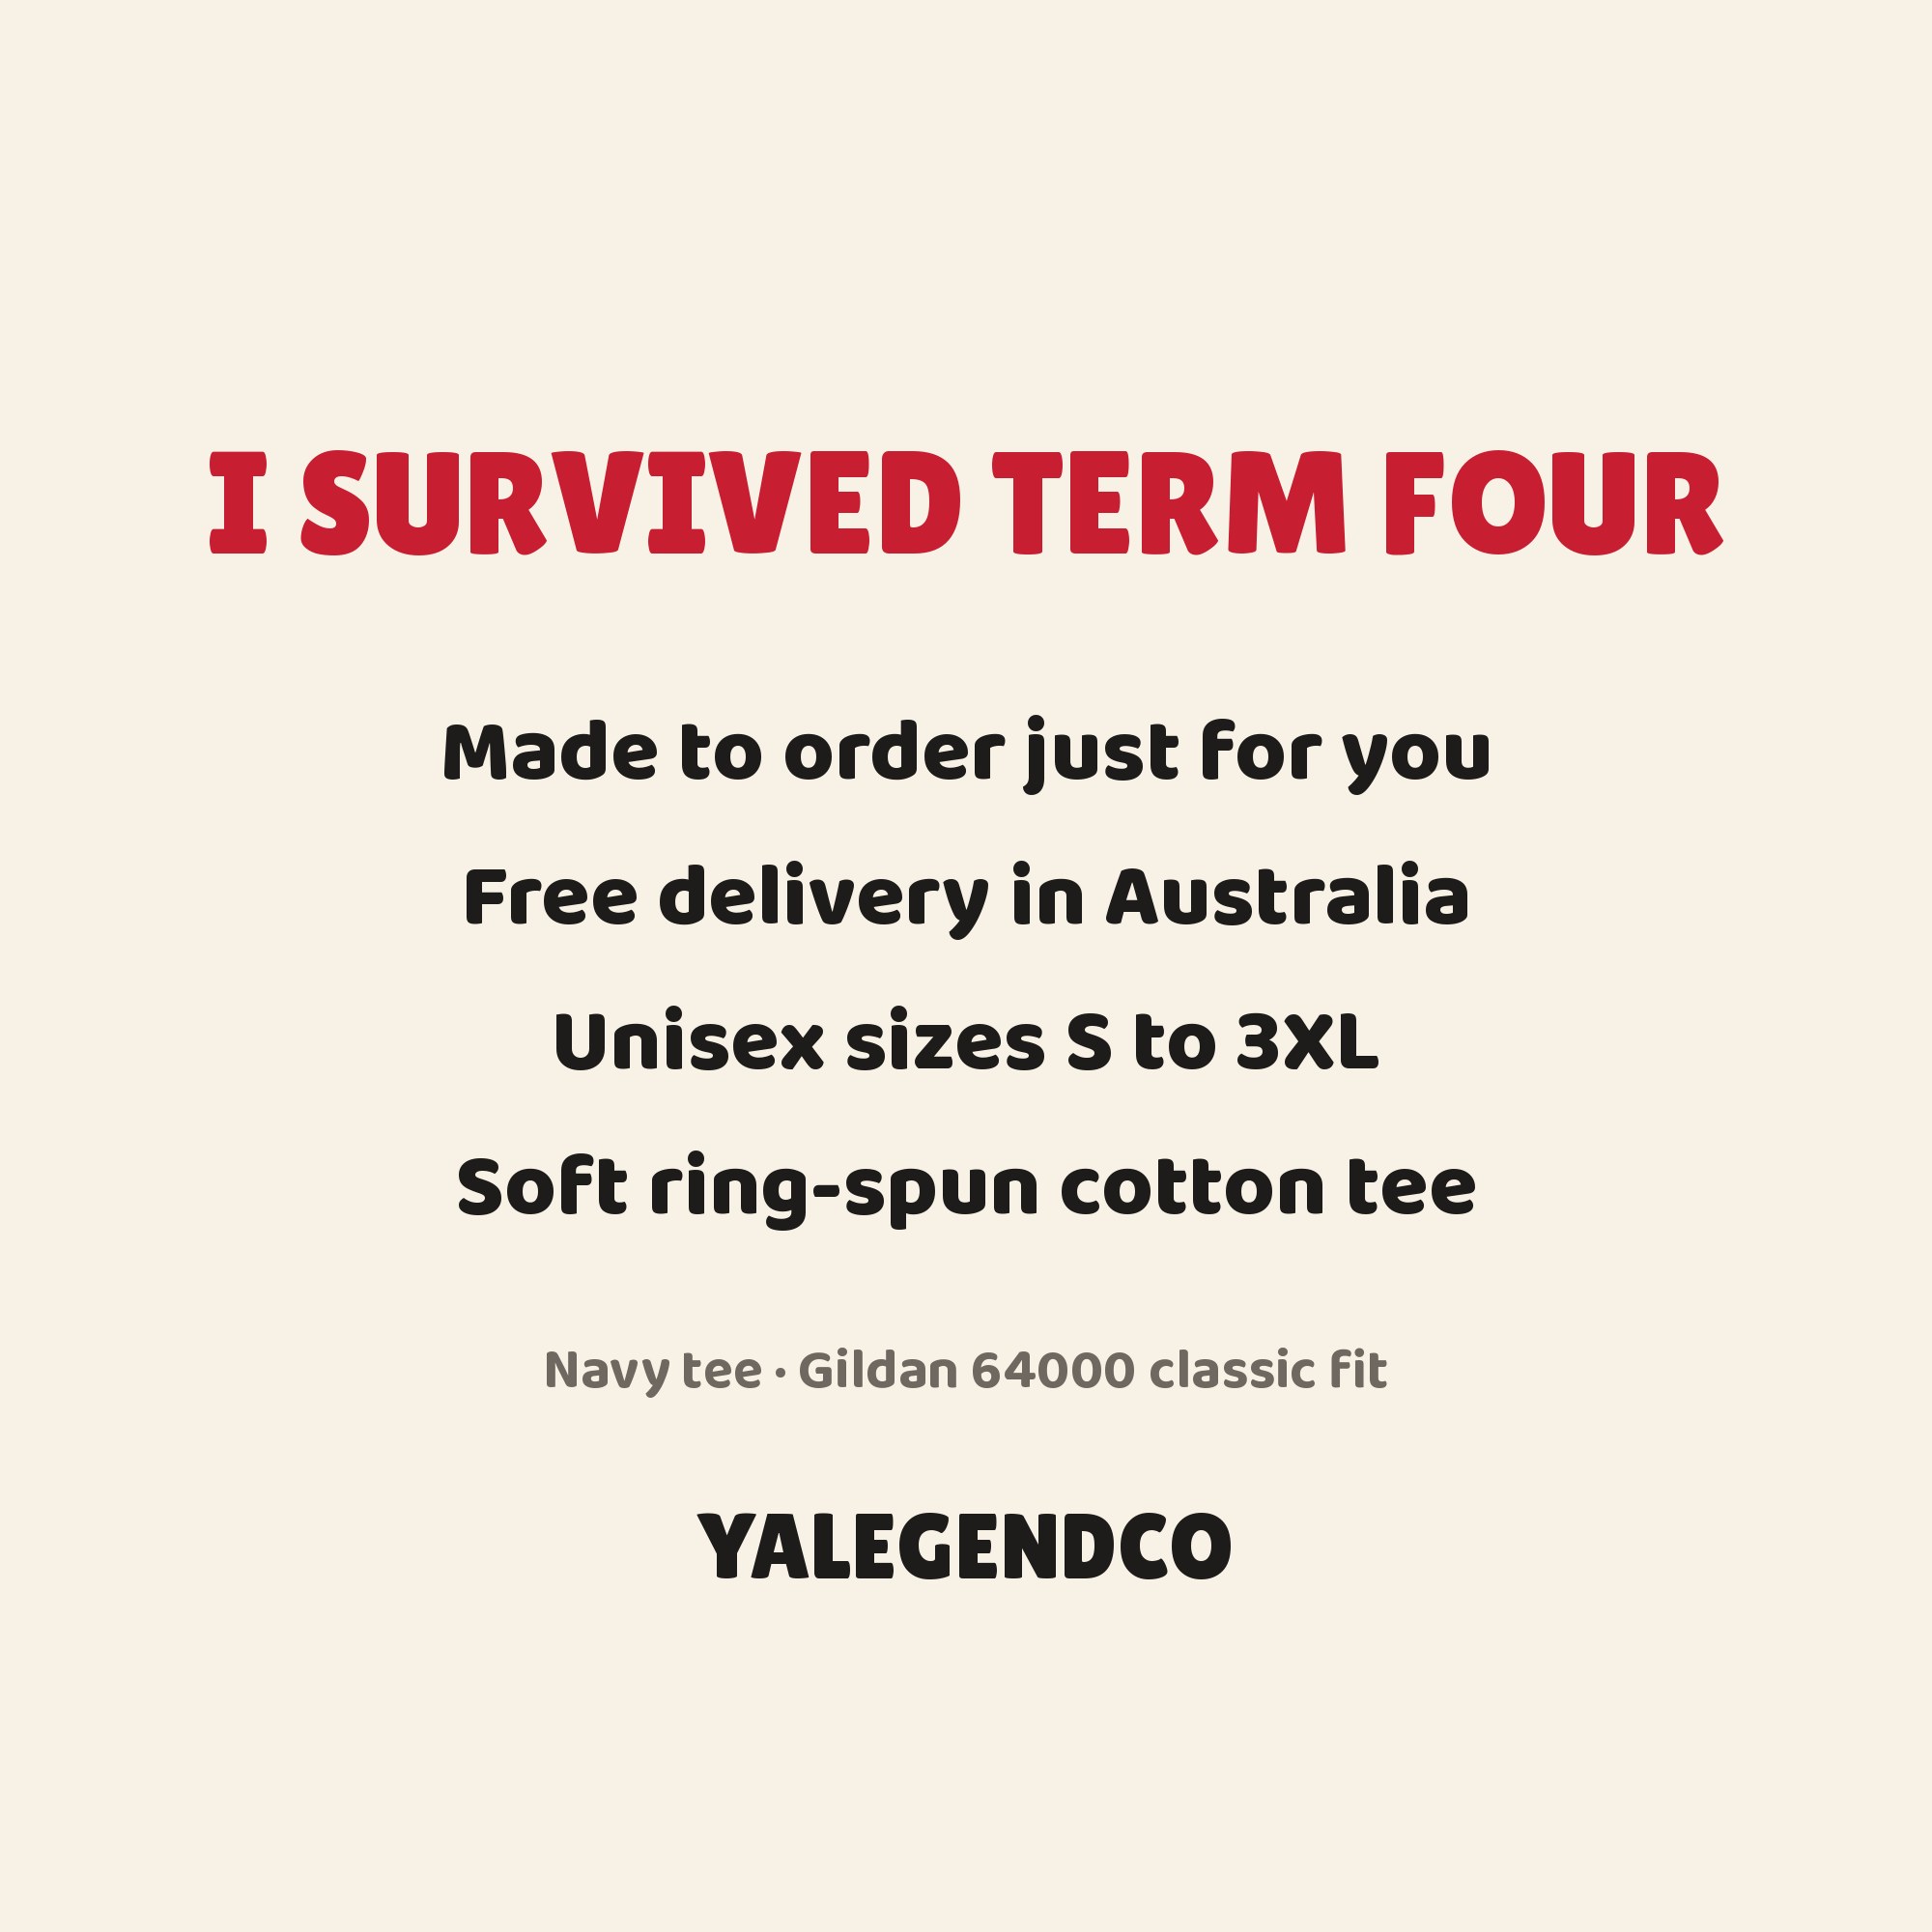 I SURVIVED TERM FOUR
Made to order just for you
Free delivery in Australia
Unisex sizes S to 3XL
Soft ring-spun cotton tee
Navy tee · Gildan 64000 classic fit
YALEGENDCO